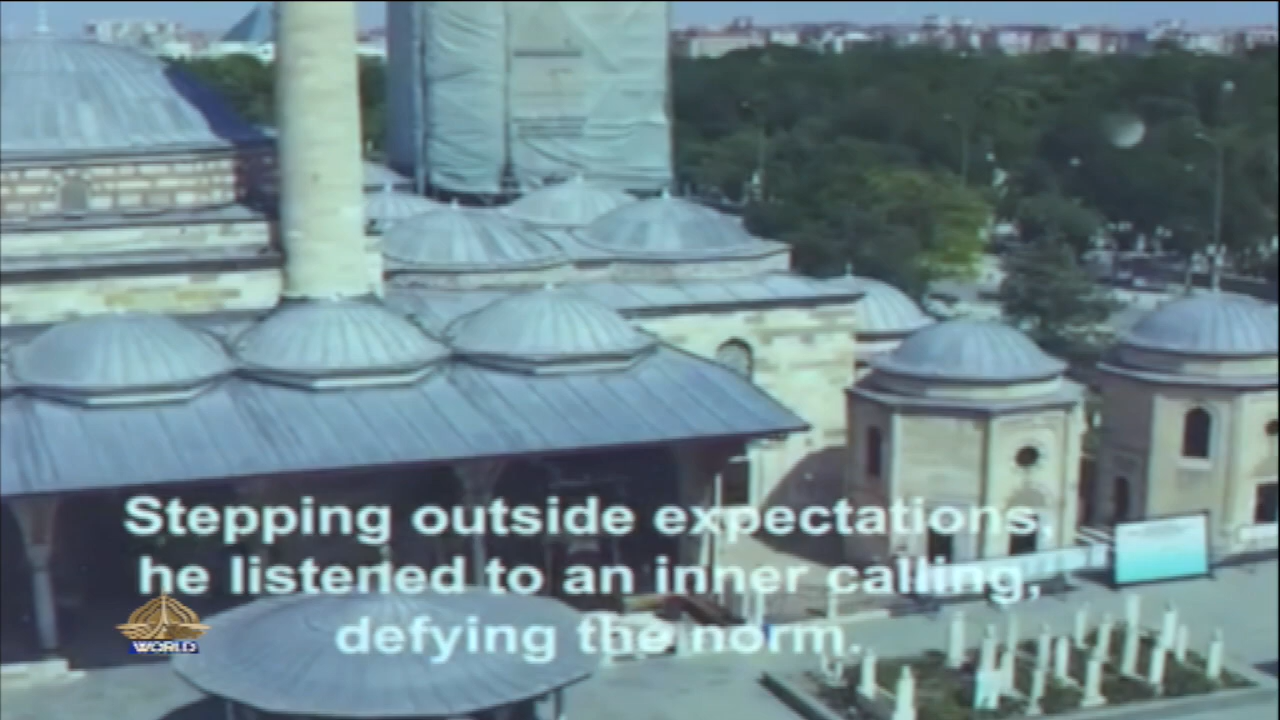 Stepping outside expectations,
he listened to an inner calling,
defying the norm.
WORLD